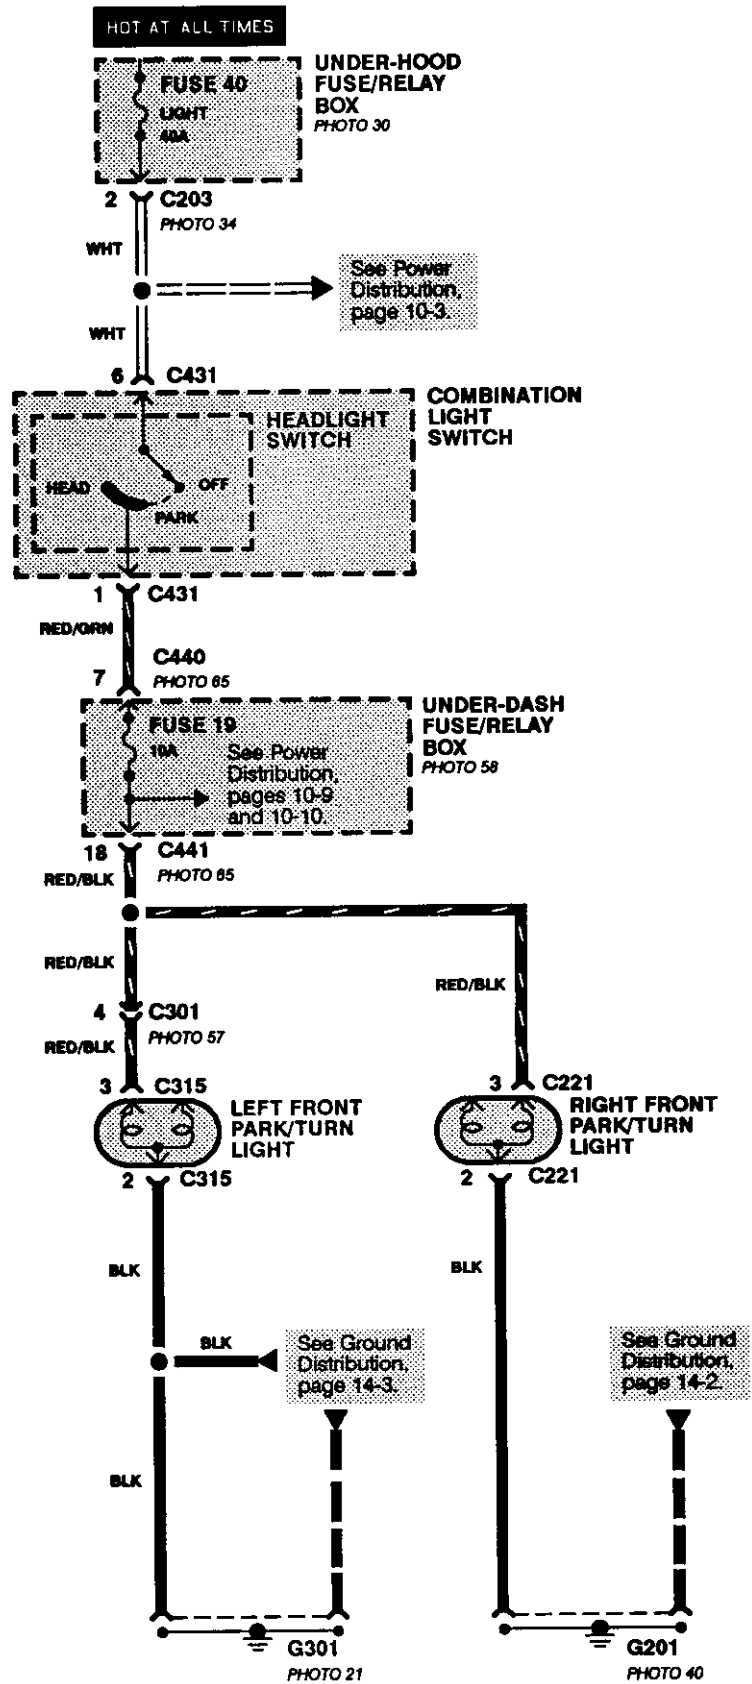 HOT AT ALL TIMES
UNDER-HOOD
FUSE/RELAY
BOX
PHOTO 30
FUSE 40
LIGHT
40A
2 C203
PHOTO 34
WHT
See Power
Distribution,
page 10-3.
WHT
6 C431
COMBINATION
LIGHT
SWITCH
HEADLIGHT
SWITCH
HEAD
OFF
PARK
1 C431
RED/GRN
C440
7 PHOTO 65
UNDER-DASH
FUSE/RELAY
BOX
PHOTO 58
FUSE 19
10A
See Power
Distribution,
pages 10-9
and 10-10.
18 C441
RED/BLK PHOTO 65
RED/BLK
RED/BLK
4 C301
PHOTO 57
RED/BLK
3 C315
3 C221
LEFT FRONT
PARK/TURN
LIGHT
RIGHT FRONT
PARK/TURN
LIGHT
2 C315
2 C221
BLK
BLK
BLK
See Ground
Distribution,
page 14-3.
See Ground
Distribution,
page 14-2.
BLK
G301
PHOTO 21
G201
PHOTO 40